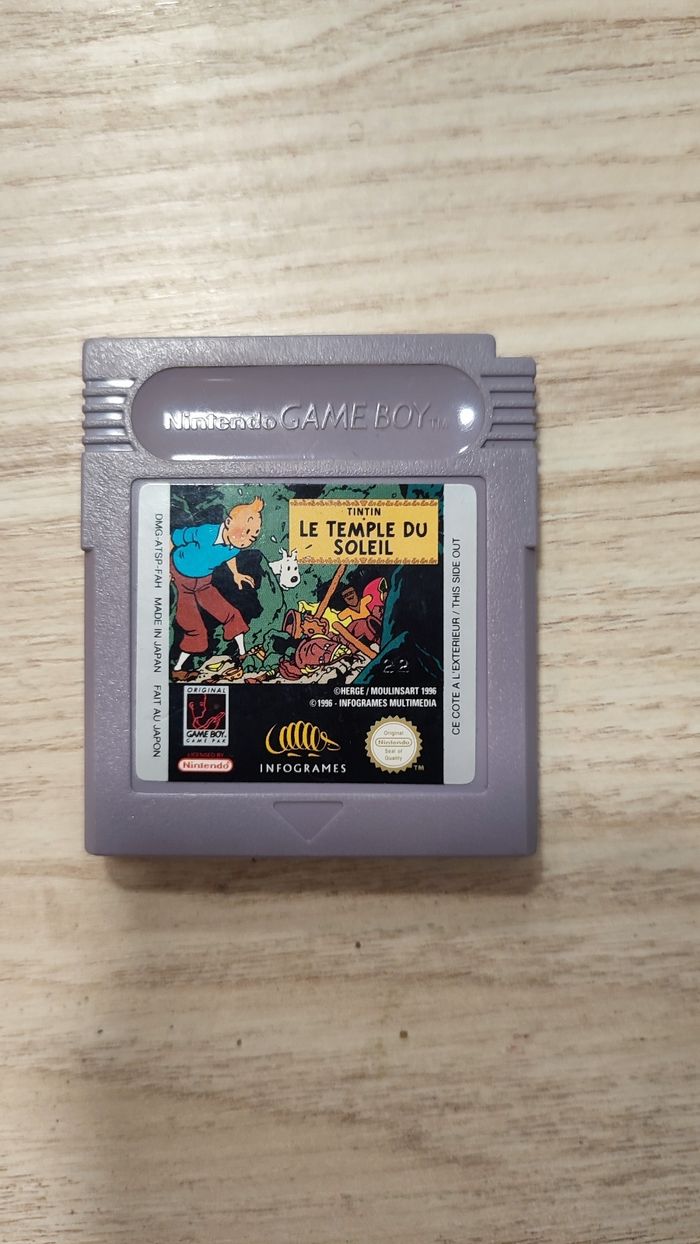 Nintendo GAME BOY TM
TINTIN
LE TEMPLE DU
SOLEIL
22
©HERGE / MOULINSART 1996
©1996 - INFOGRAMES MULTIMEDIA
ORIGINAL
GAME BOY
GAME PAK
LICENSED BY
Nintendo
INFOGRAMES
Original
Nintendo
Seal of
Quality
TM
DMG-ATSP-FAH MADE IN JAPAN FAIT AU JAPON
CE COTE A L'EXTERIEUR / THIS SIDE OUT